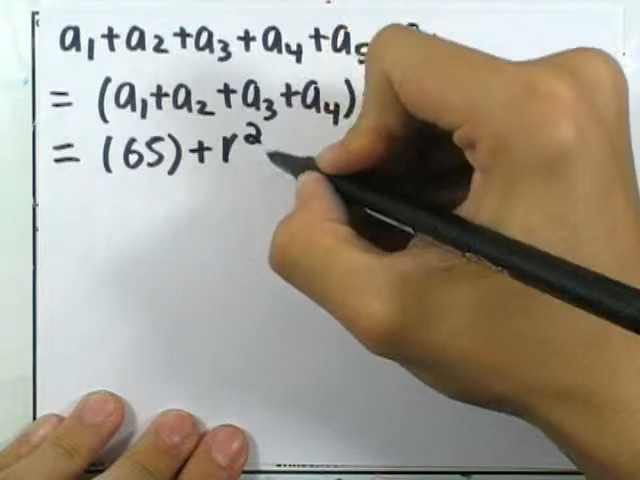 a₁+a₂+a₃+a₄+a₅
= (a₁+a₂+a₃+a₄)
= (65)+r²